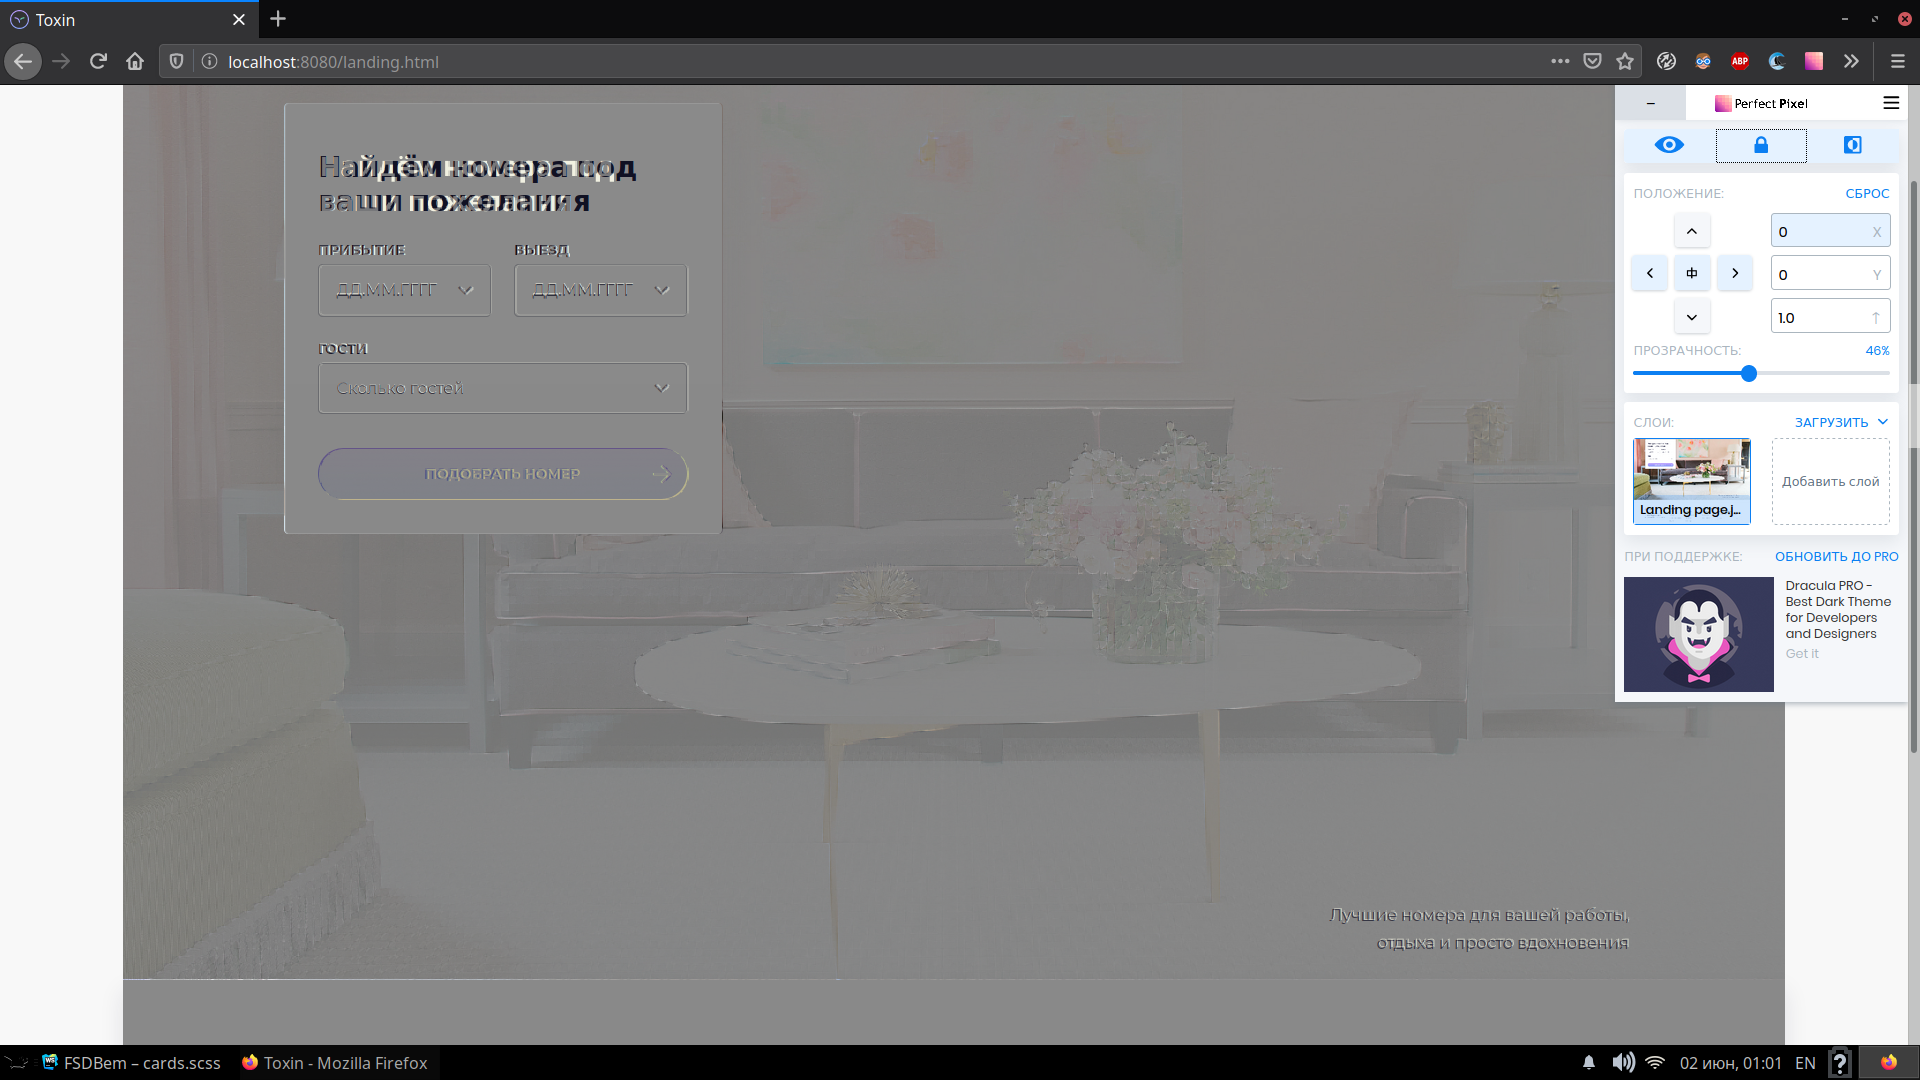 Toxin
localhost:8080/landing.html
ABP
Найдём номера под
ваши пожелания
ПРИБЫТИЕ
ВЫЕЗД
ДД.ММ.ГГГГ
ДД.ММ.ГГГГ
ГОСТИ
Сколько гостей
ПОДОБРАТЬ НОМЕР
Лучшие номера для вашей работы,
отдыха и просто вдохновения
Perfect Pixel
ПОЛОЖЕНИЕ:
СБРОС
0 X
0 Y
1.0
ПРОЗРАЧНОСТЬ:
46%
СЛОИ:
ЗАГРУЗИТЬ
Landing page.j...
Добавить слой
ПРИ ПОДДЕРЖКЕ:
ОБНОВИТЬ ДО PRO
Dracula PRO -
Best Dark Theme
for Developers
and Designers
Get it
FSDBem – cards.scss
Toxin - Mozilla Firefox
02 июн, 01:01
EN